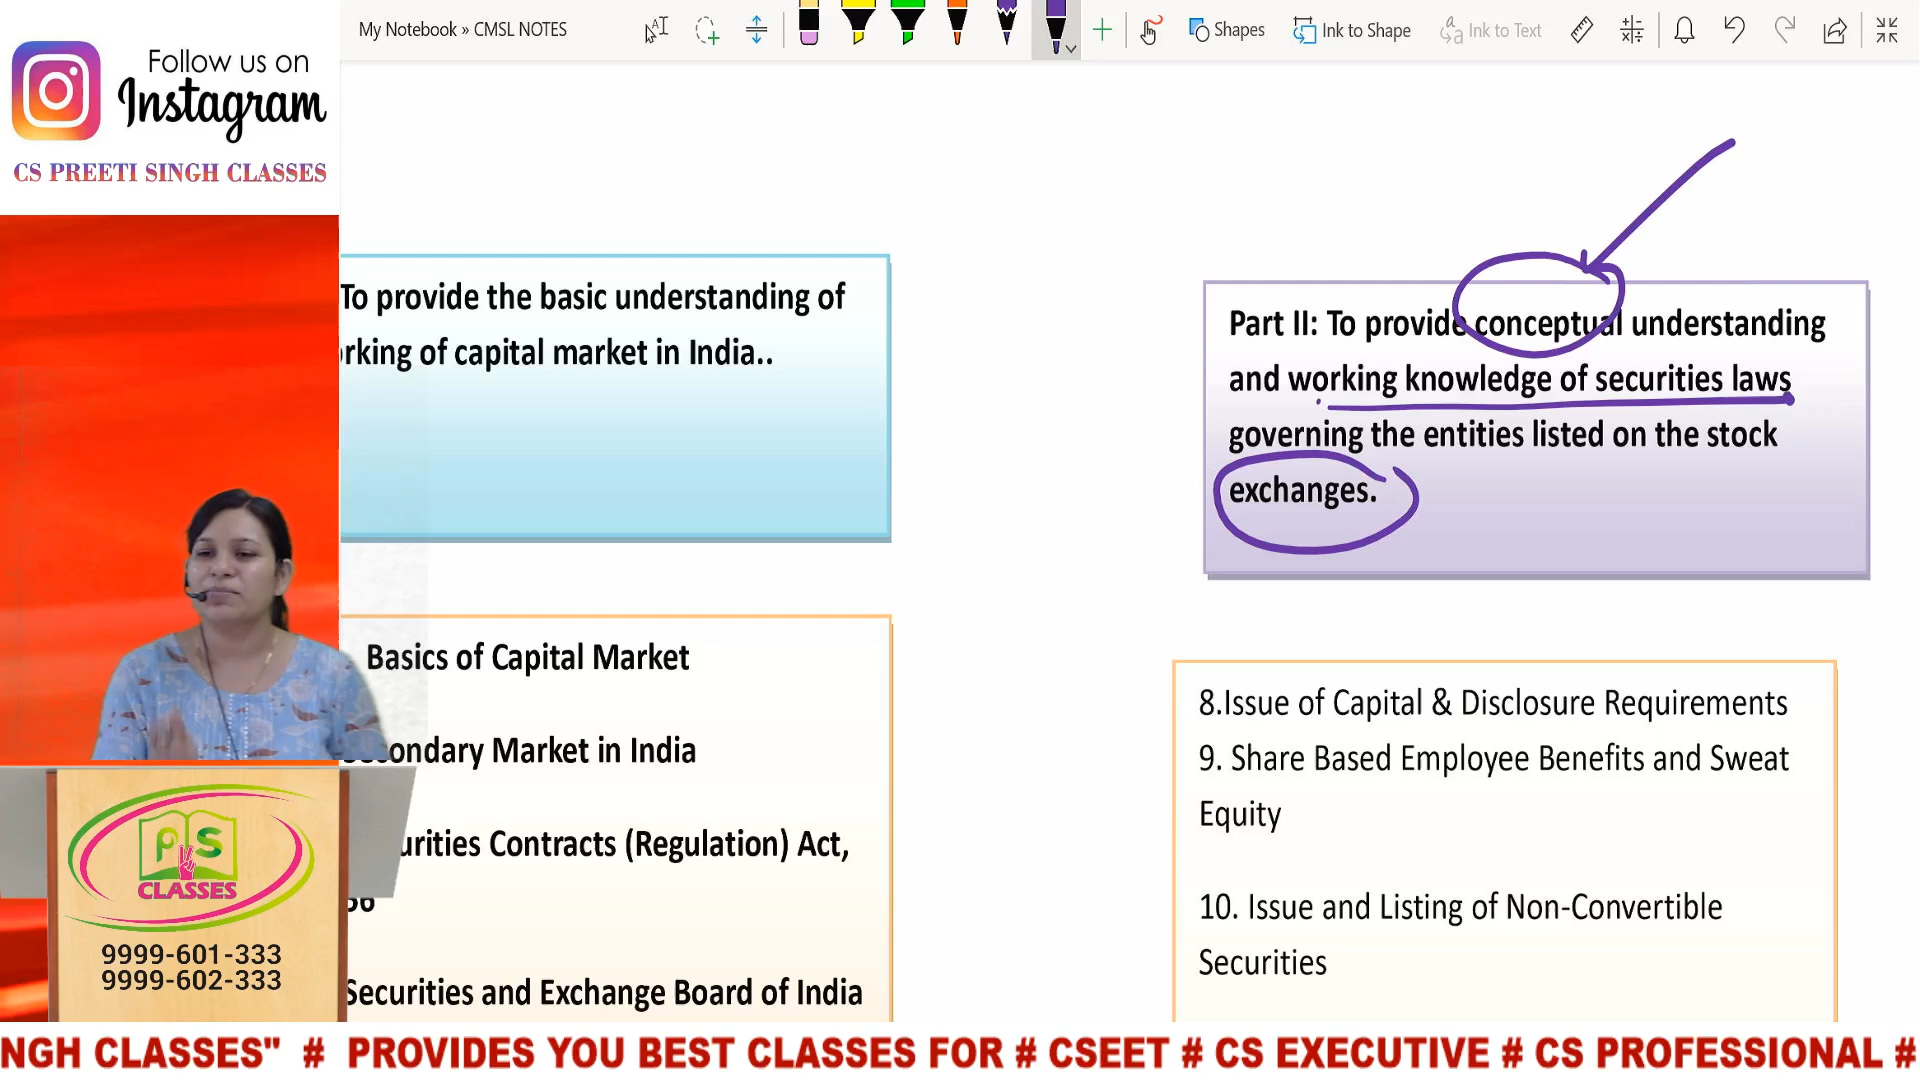 My Notebook » CMSL NOTES
Shapes
Ink to Shape
Ink to Text
Follow us on
Instagram
CS PREETI SINGH CLASSES
To provide the basic understanding of
rking of capital market in India..
Part II: To provide conceptual understanding
and working knowledge of securities laws
governing the entities listed on the stock
exchanges.
Basics of Capital Market
ondary Market in India
urities Contracts (Regulation) Act,
Securities and Exchange Board of India
8.Issue of Capital & Disclosure Requirements
9. Share Based Employee Benefits and Sweat
Equity
10. Issue and Listing of Non-Convertible
Securities
PS
CLASSES
9999-601-333
9999-602-333
NGH CLASSES" # PROVIDES YOU BEST CLASSES FOR # CSEET # CS EXECUTIVE # CS PROFESSIONAL #